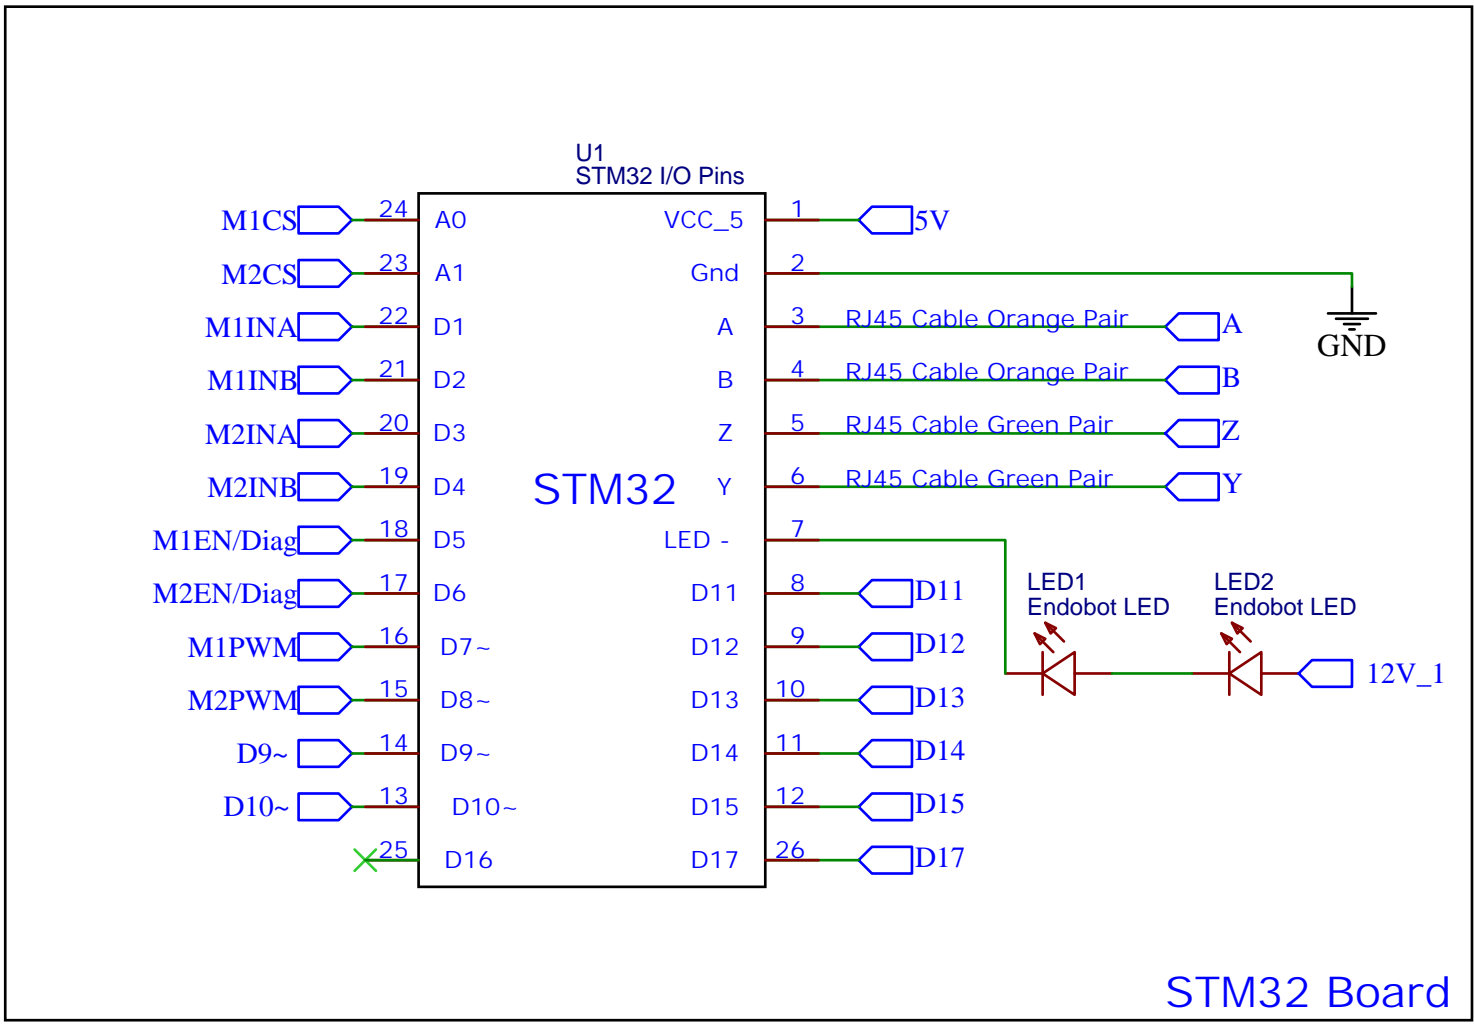 U1
STM32 I/O Pins
M1CS 24 A0 VCC_5 1 5V
M2CS 23 A1 Gnd 2
M1INA 22 D1 A 3 RJ45 Cable Orange Pair A
GND
M1INB 21 D2 B 4 RJ45 Cable Orange Pair B
M2INA 20 D3 Z 5 RJ45 Cable Green Pair Z
M2INB 19 D4 STM32 Y 6 RJ45 Cable Green Pair Y
M1EN/Diag 18 D5 LED - 7
M2EN/Diag 17 D6 D11 8 D11
LED1 LED2
Endobot LED Endobot LED
M1PWM 16 D7~ D12 9 D12
12V_1
M2PWM 15 D8~ D13 10 D13
D9~ 14 D9~ D14 11 D14
D10~ 13 D10~ D15 12 D15
25 D16 D17 26 D17
STM32 Board